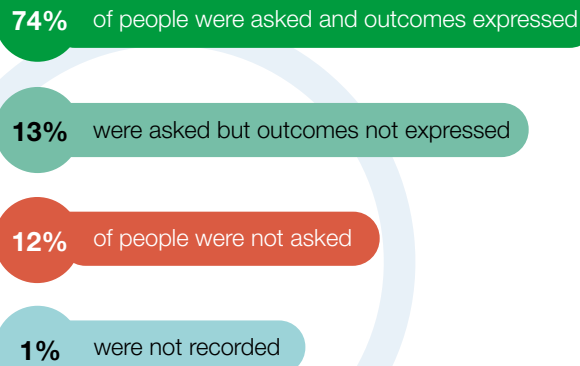 74% of people were asked and outcomes expressed
13% were asked but outcomes not expressed
12% of people were not asked
1% were not recorded